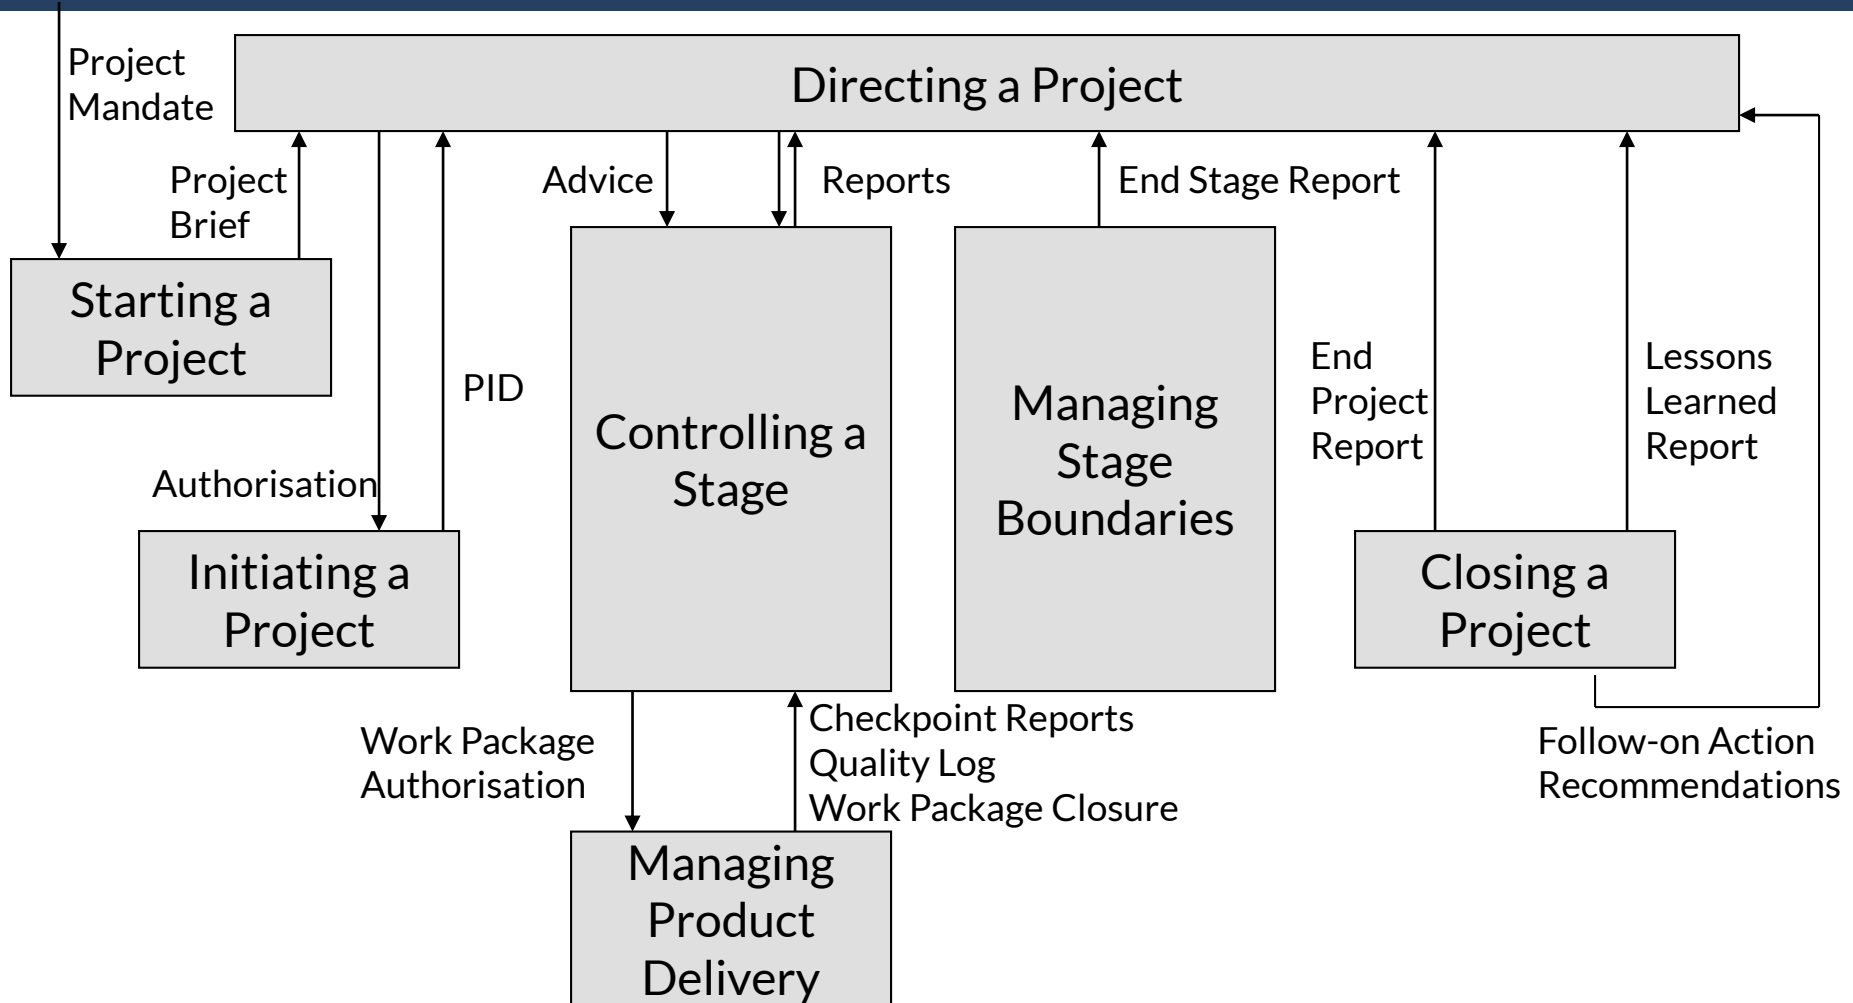 Project
Mandate
Directing a Project
Project
Brief
Advice
Reports
End Stage Report
Starting a
Project
PID
Authorisation
Initiating a
Project
Controlling a
Stage
Managing
Stage
Boundaries
End
Project
Report
Lessons
Learned
Report
Closing a
Project
Work Package
Authorisation
Checkpoint Reports
Quality Log
Work Package Closure
Follow-on Action
Recommendations
Managing
Product
Delivery